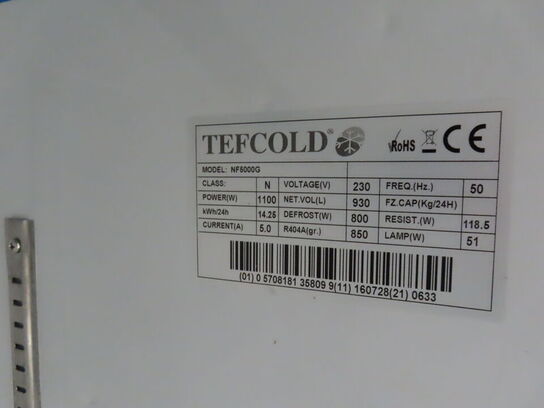 TEFCOLD® RoHS CE
MODEL: NF5000G
CLASS: N VOLTAGE(V) 230 FREQ.(Hz.) 50
POWER(W) 1100 NET.VOL(L) 930 FZ.CAP(Kg/24H)
kWh/24h 14.25 DEFROST(W) 800 RESIST.(W) 118.5
CURRENT(A) 5.0 R404A(gr.) 850 LAMP(W) 51
(01) 0 5708181 35809 9(11) 160728(21) 0633